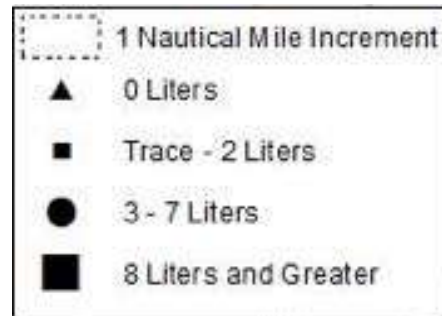 1 Nautical Mile Increment
0 Liters
Trace - 2 Liters
3 - 7 Liters
8 Liters and Greater